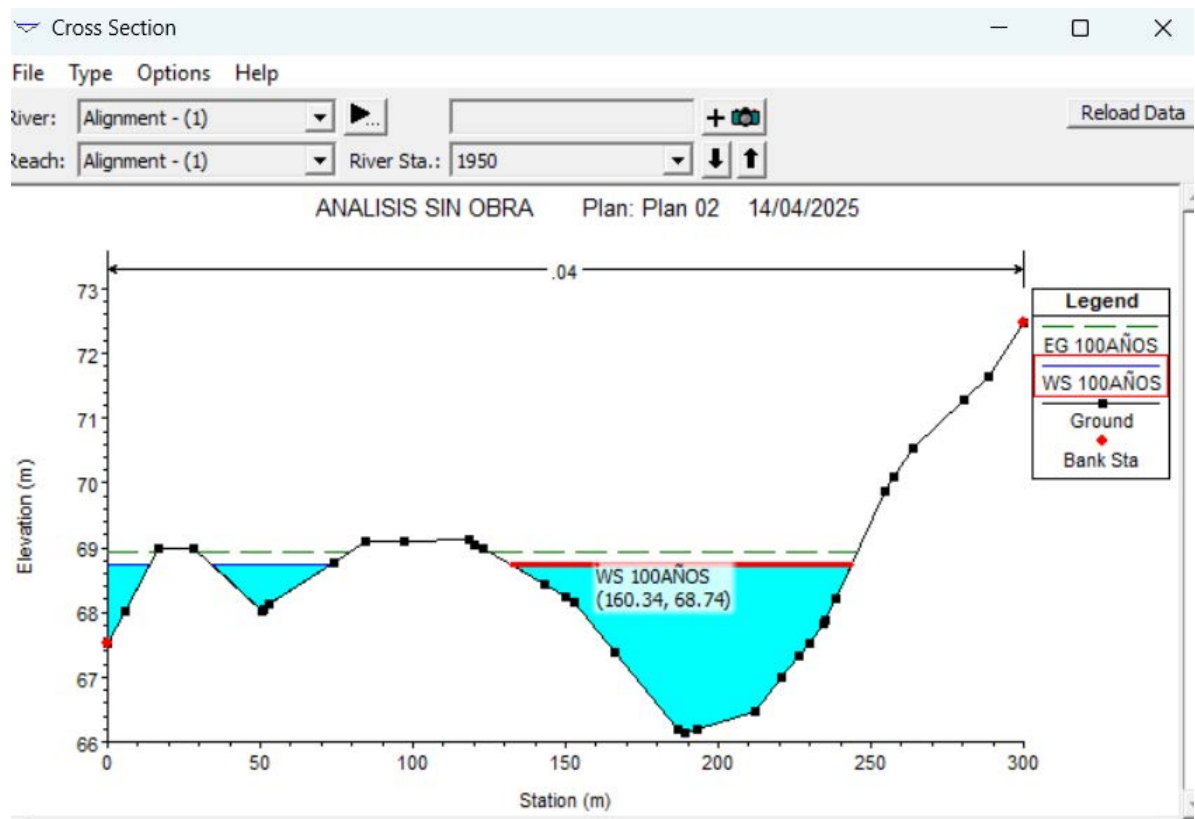 Cross Section
File Type Options Help
River: Alignment - (1)
Reload Data
Reach: Alignment - (1) River Sta.: 1950
ANALISIS SIN OBRA Plan: Plan 02 14/04/2025
.04
73
72
71
70
69
68
67
66
Elevation (m)
WS 100AÑOS
(160.34, 68.74)
0 50 100 150 200 250 300
Station (m)
Legend
EG 100AÑOS
WS 100AÑOS
Ground
Bank Sta